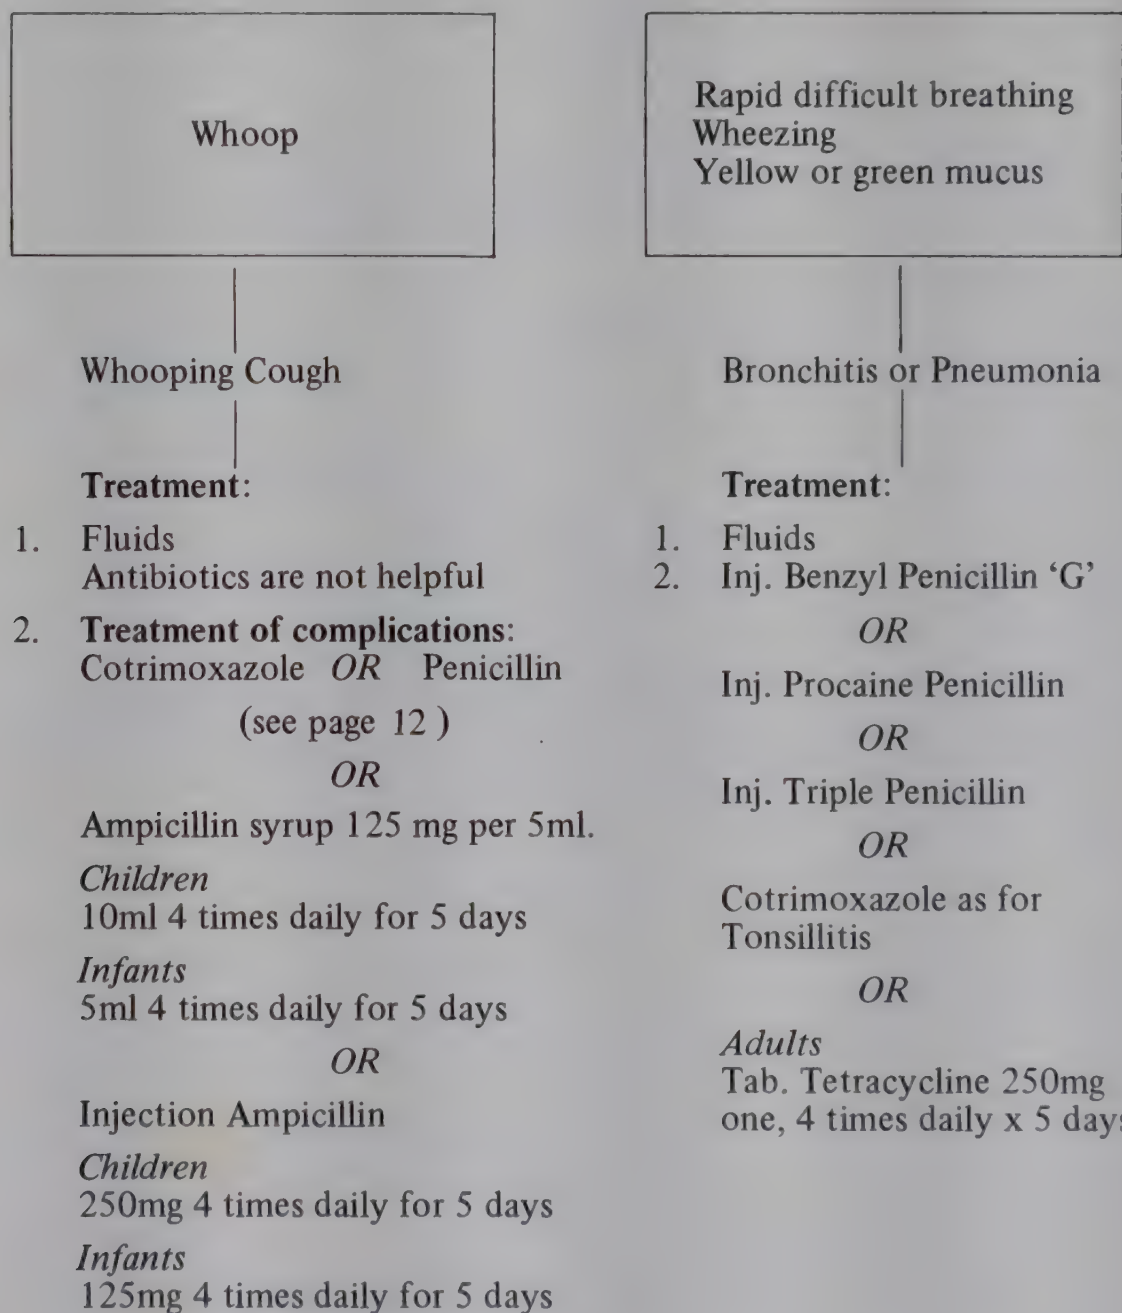 Whoop
Whooping Cough
Treatment:
1. Fluids
Antibiotics are not helpful
2. Treatment of complications:
Cotrimoxazole OR Penicillin
(see page 12 )
OR
Ampicillin syrup 125 mg per 5ml.
Children
10ml 4 times daily for 5 days
Infants
5ml 4 times daily for 5 days
OR
Injection Ampicillin
Children
250mg 4 times daily for 5 days
Infants
125mg 4 times daily for 5 days
Rapid difficult breathing
Wheezing
Yellow or green mucus
Bronchitis or Pneumonia
Treatment:
1. Fluids
2. Inj. Benzyl Penicillin ‘G’
OR
Inj. Procaine Penicillin
OR
Inj. Triple Penicillin
OR
Cotrimoxazole as for
Tonsillitis
OR
Adults
Tab. Tetracycline 250mg
one, 4 times daily x 5 days